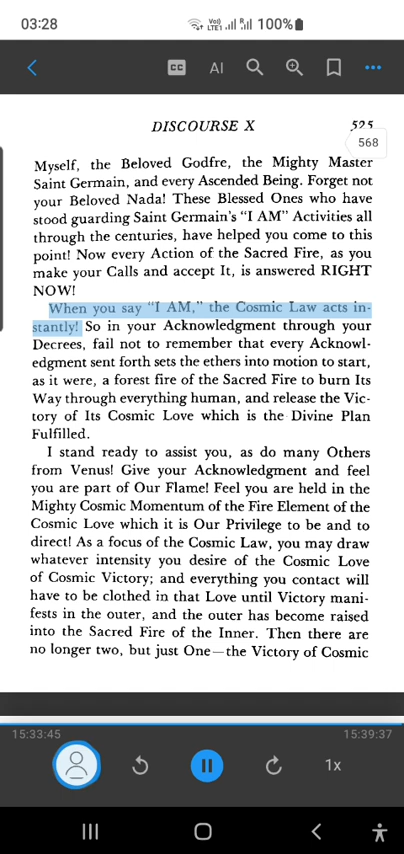 03:28
Vo))
LTE1
R
100%
CC
AI
DISCOURSE X
525
568
Myself, the Beloved Godfre, the Mighty Master
Saint Germain, and every Ascended Being. Forget not
your Beloved Nada! These Blessed Ones who have
stood guarding Saint Germain's "I AM" Activities all
through the centuries, have helped you come to this
point! Now every Action of the Sacred Fire, as you
make your Calls and accept It, is answered RIGHT
NOW!
When you say "I AM," the Cosmic Law acts in-
stantly! So in your Acknowledgment through your
Decrees, fail not to remember that every Acknowl-
edgment sent forth sets the ethers into motion to start,
as it were, a forest fire of the Sacred Fire to burn Its
Way through everything human, and release the Vic-
tory of Its Cosmic Love which is the Divine Plan
Fulfilled.
I stand ready to assist you, as do many Others
from Venus! Give your Acknowledgment and feel
you are part of Our Flame! Feel you are held in the
Mighty Cosmic Momentum of the Fire Element of the
Cosmic Love which it is Our Privilege to be and to
direct! As a focus of the Cosmic Law, you may draw
whatever intensity you desire of the Cosmic Love
of Cosmic Victory; and everything you contact will
have to be clothed in that Love until Victory mani-
fests in the outer, and the outer has become raised
into the Sacred Fire of the Inner. Then there are
no longer two, but just One—the Victory of Cosmic
15:33:45
15:39:37
1x